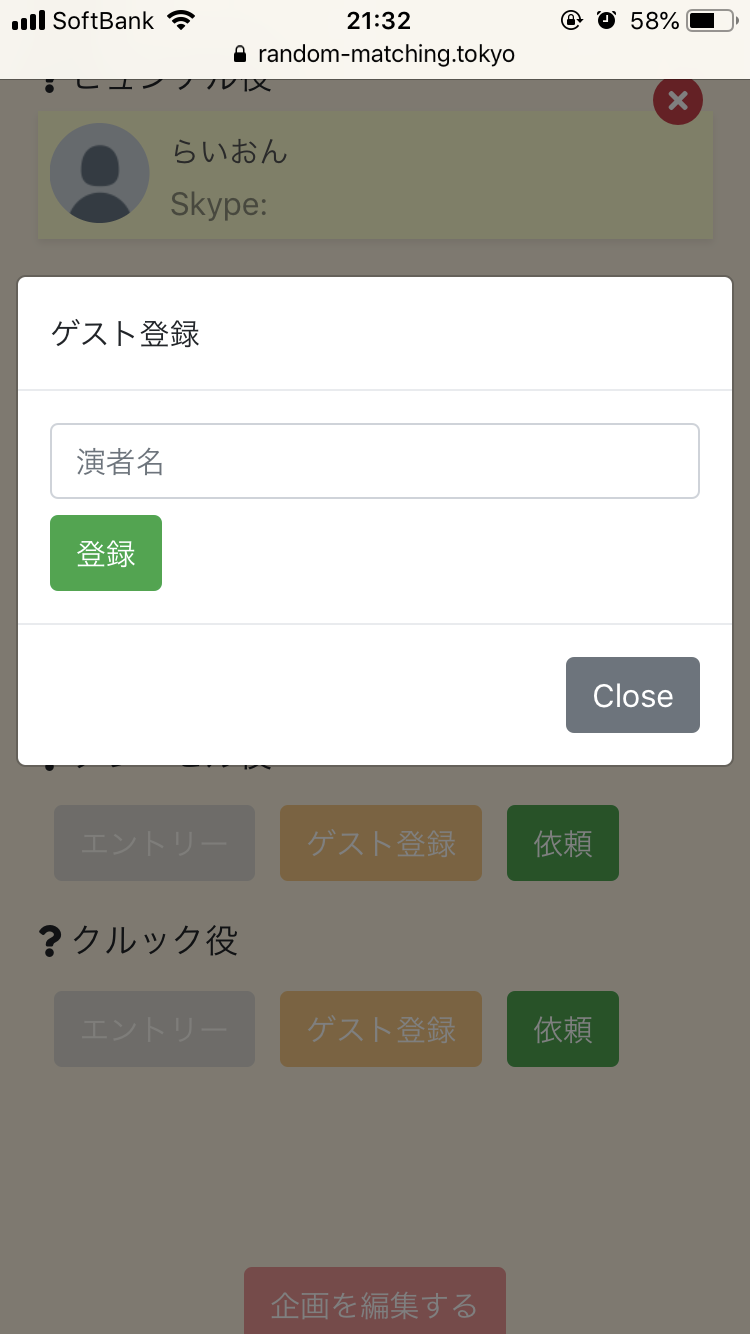 SoftBank 21:32 58%
random-matching.tokyo
らいおん
Skype:
ゲスト登録
演者名
登録
Close
エントリー ゲスト登録 依頼
? クルック役
エントリー ゲスト登録 依頼
企画を編集する